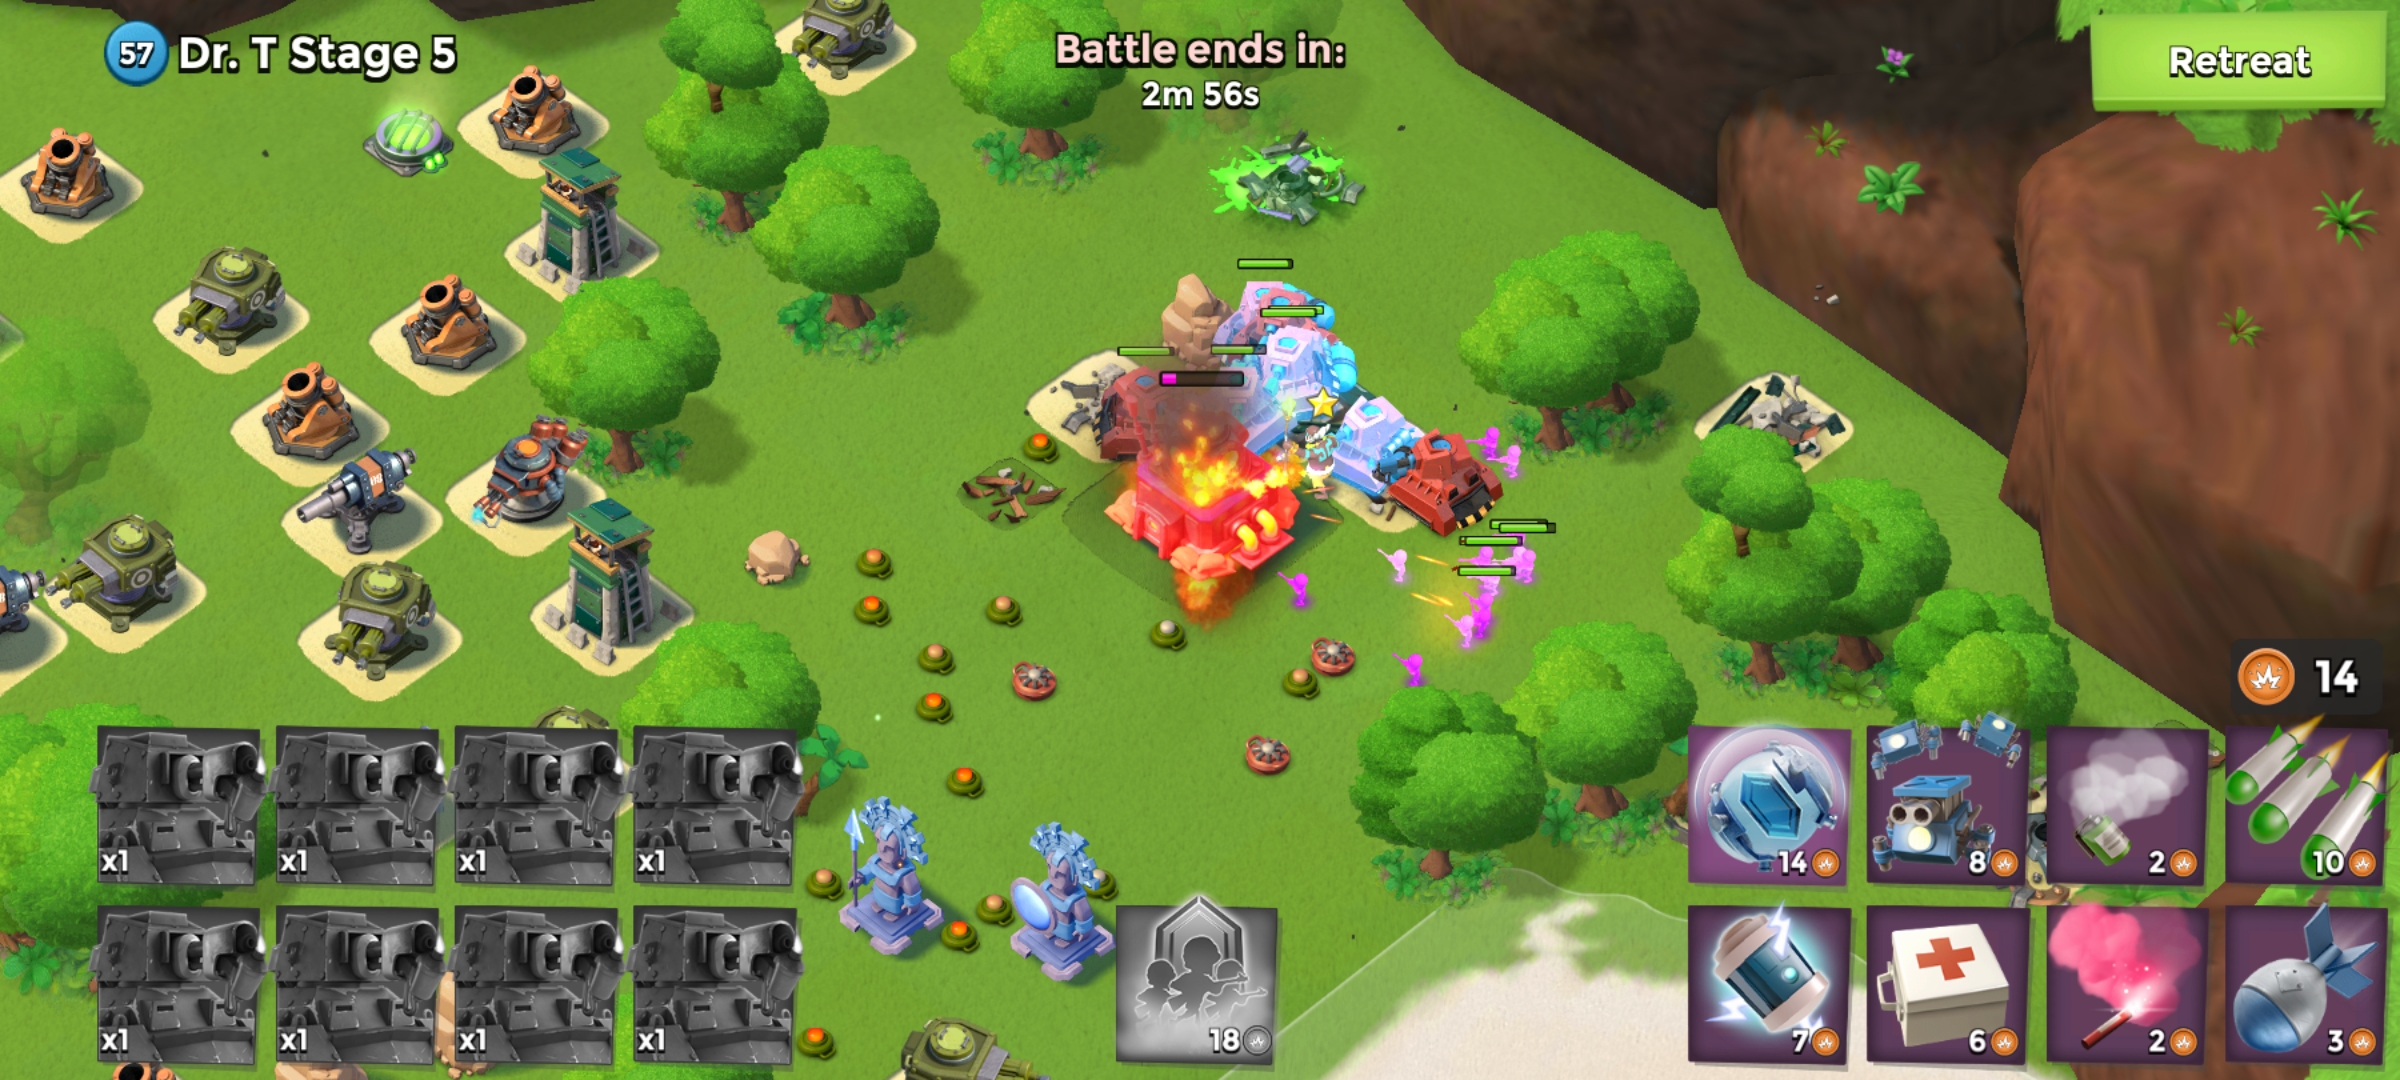 57 Dr. T Stage 5
Battle ends in:
2m 56s
Retreat
14
x1 x1 x1 x1
14 8 2 10
x1 x1 x1 x1
18
7 6 2 3